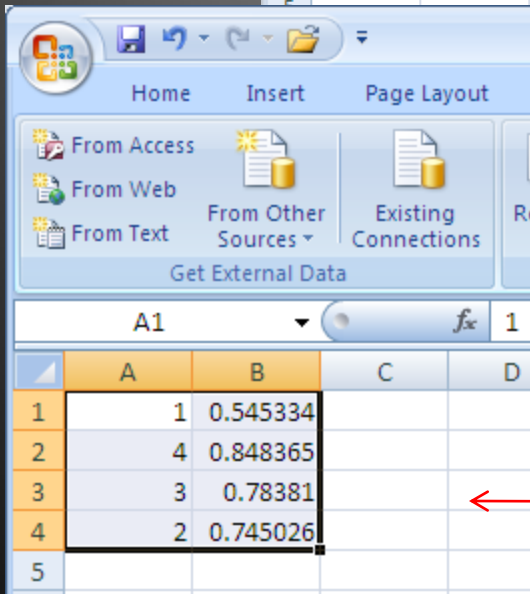 Home Insert Page Layout
From Access
From Web
From Text
From Other
Sources
Existing
Connections
Get External Data
A1 fx 1
A B C D
1 1 0.545334
2 4 0.848365
3 3 0.78381
4 2 0.745026
5